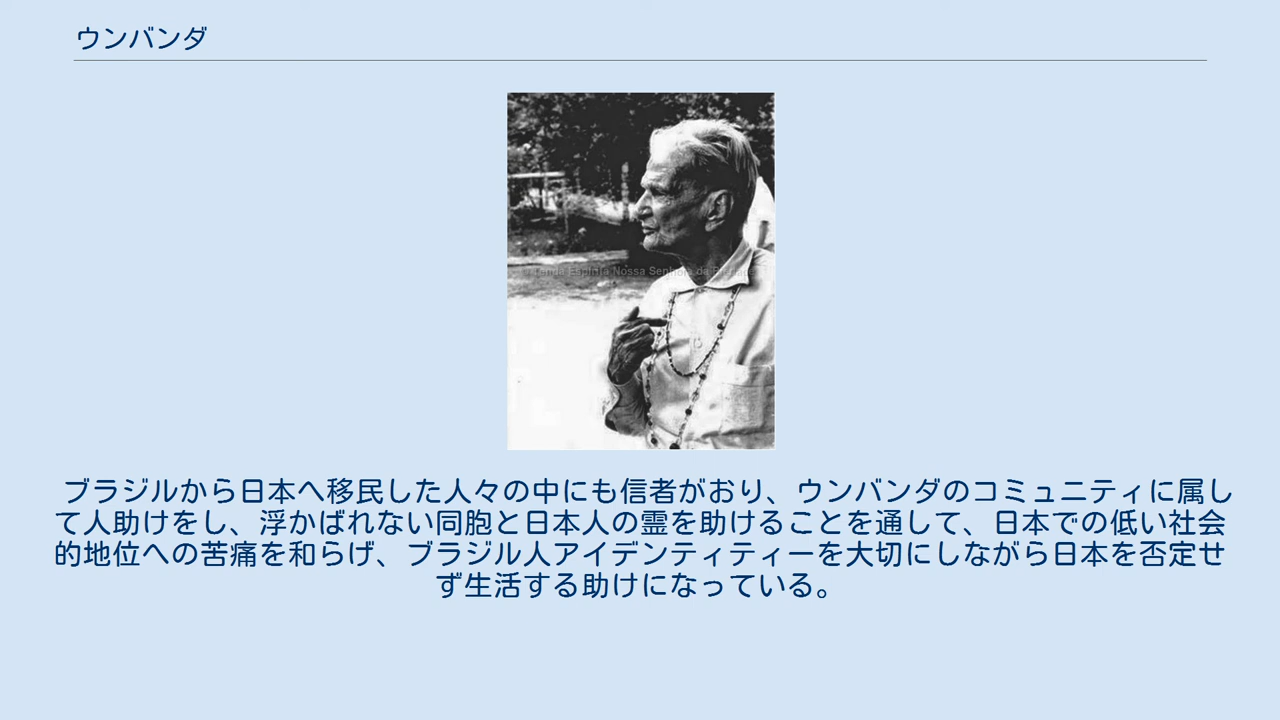 ウンバンダ
Tenda Espírita Nossa Senhora da Piedade
ブラジルから日本へ移民した人々の中にも信者がおり、ウンバンダのコミュニティに属し
て人助けをし、浮かばれない同胞と日本人の霊を助けることを通して、日本での低い社会
的地位への苦痛を和らげ、ブラジル人アイデンティティーを大切にしながら日本を否定せ
ず生活する助けになっている。